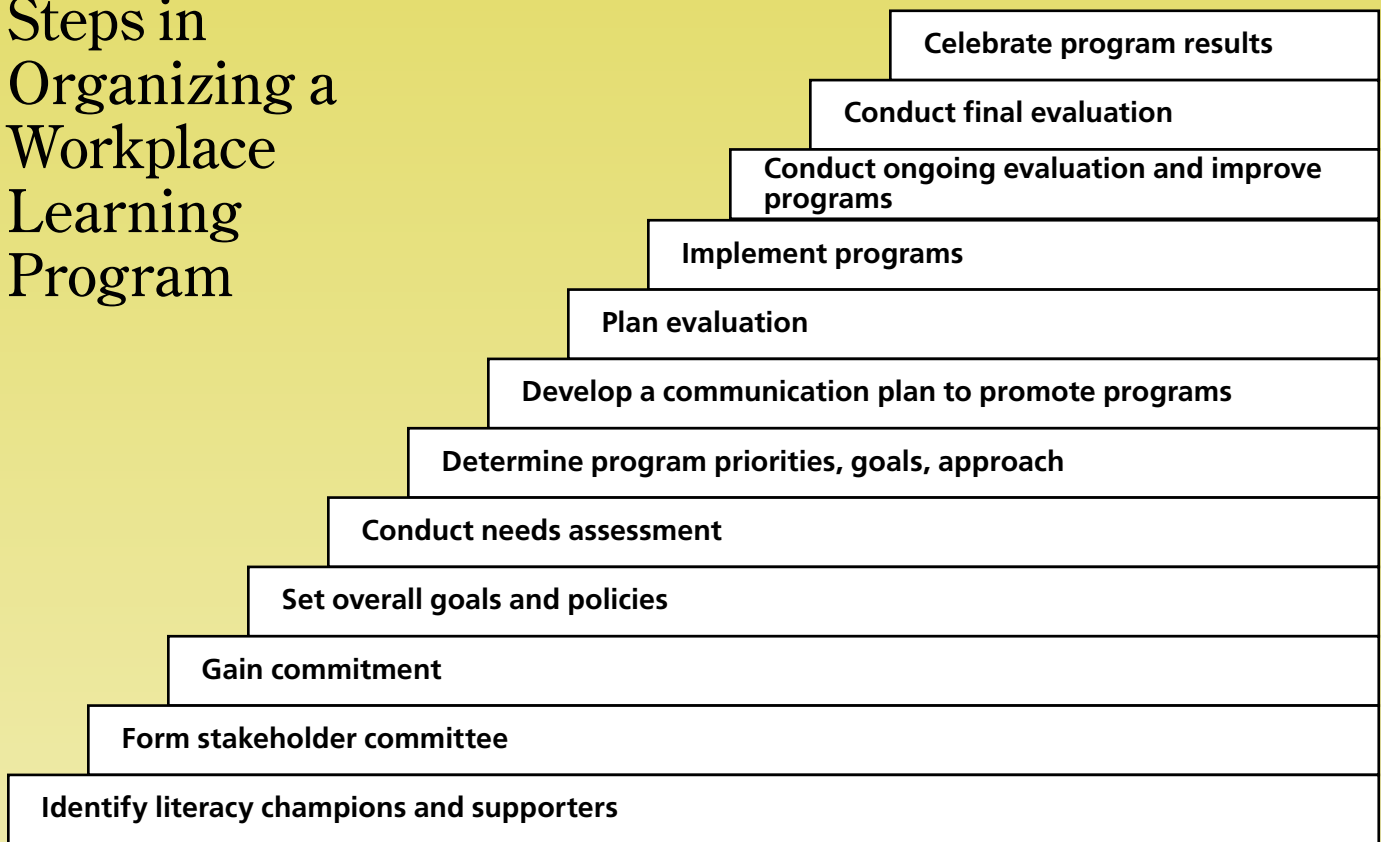 Steps in
Organizing a
Workplace
Learning
Program
Celebrate program results
Conduct final evaluation
Conduct ongoing evaluation and improve
programs
Implement programs
Plan evaluation
Develop a communication plan to promote programs
Determine program priorities, goals, approach
Conduct needs assessment
Set overall goals and policies
Gain commitment
Form stakeholder committee
Identify literacy champions and supporters